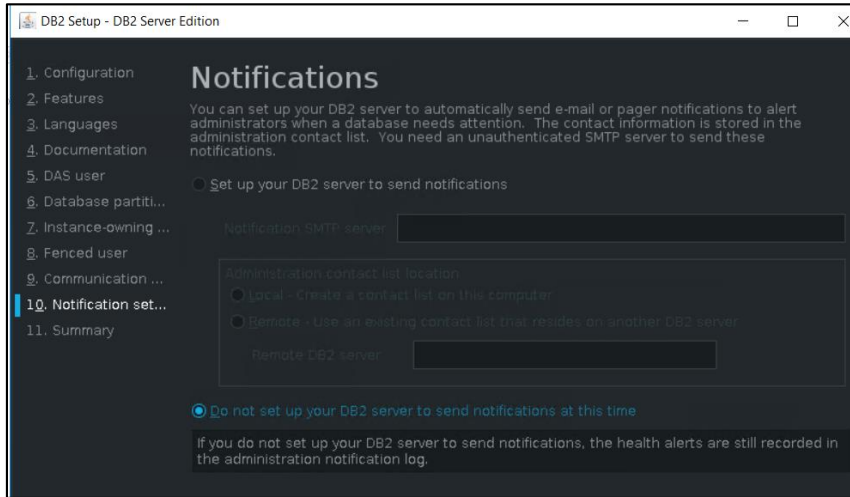 DB2 Setup - DB2 Server Edition
1. Configuration
2. Features
3. Languages
4. Documentation
5. DAS user
6. Database partiti...
7. Instance-owning ...
8. Fenced user
9. Communication ...
10. Notification set...
11. Summary
Notifications
You can set up your DB2 server to automatically send e-mail or pager notifications to alert
administrators when a database needs attention. The contact information is stored in the
administration contact list. You need an unauthenticated SMTP server to send these
notifications.
Set up your DB2 server to send notifications
Notification SMTP server
Administration contact list location
Local - Create a contact list on this computer
Remote - Use an existing contact list that resides on another DB2 server
Remote DB2 server
Do not set up your DB2 server to send notifications at this time
If you do not set up your DB2 server to send notifications, the health alerts are still recorded in
the administration notification log.